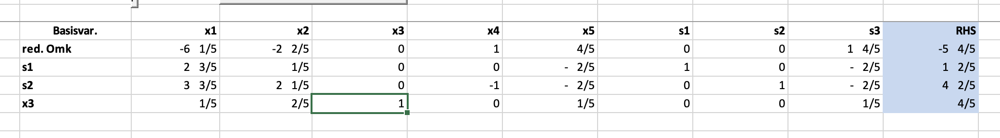 Basisvar. x1 x2 x3 x4 x5 s1 s2 s3 RHS
red. Omk -6 1/5 -2 2/5 0 1 4/5 0 0 1 4/5 -5 4/5
s1 2 3/5 1/5 0 0 - 2/5 1 0 - 2/5 1 2/5
s2 3 3/5 2 1/5 0 -1 - 2/5 0 1 - 2/5 4 2/5
x3 1/5 2/5 1 0 1/5 0 0 1/5 4/5